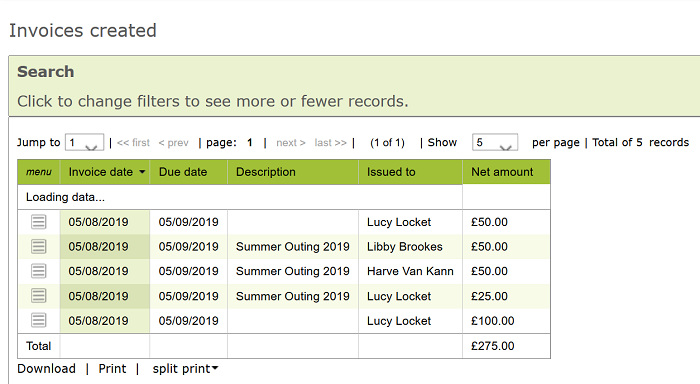 Invoices created
Search
Click to change filters to see more or fewer records.
Jump to 1 | << first < prev | page: 1 | next > last >> | (1 of 1) | Show 5 per page | Total of 5 records
menu Invoice date Due date Description Issued to Net amount
Loading data...
05/08/2019 05/09/2019 Lucy Locket £50.00
05/08/2019 05/09/2019 Summer Outing 2019 Libby Brookes £50.00
05/08/2019 05/09/2019 Summer Outing 2019 Harve Van Kann £50.00
05/08/2019 05/09/2019 Summer Outing 2019 Lucy Locket £25.00
05/08/2019 05/09/2019 Lucy Locket £100.00
Total £275.00
Download | Print | split print